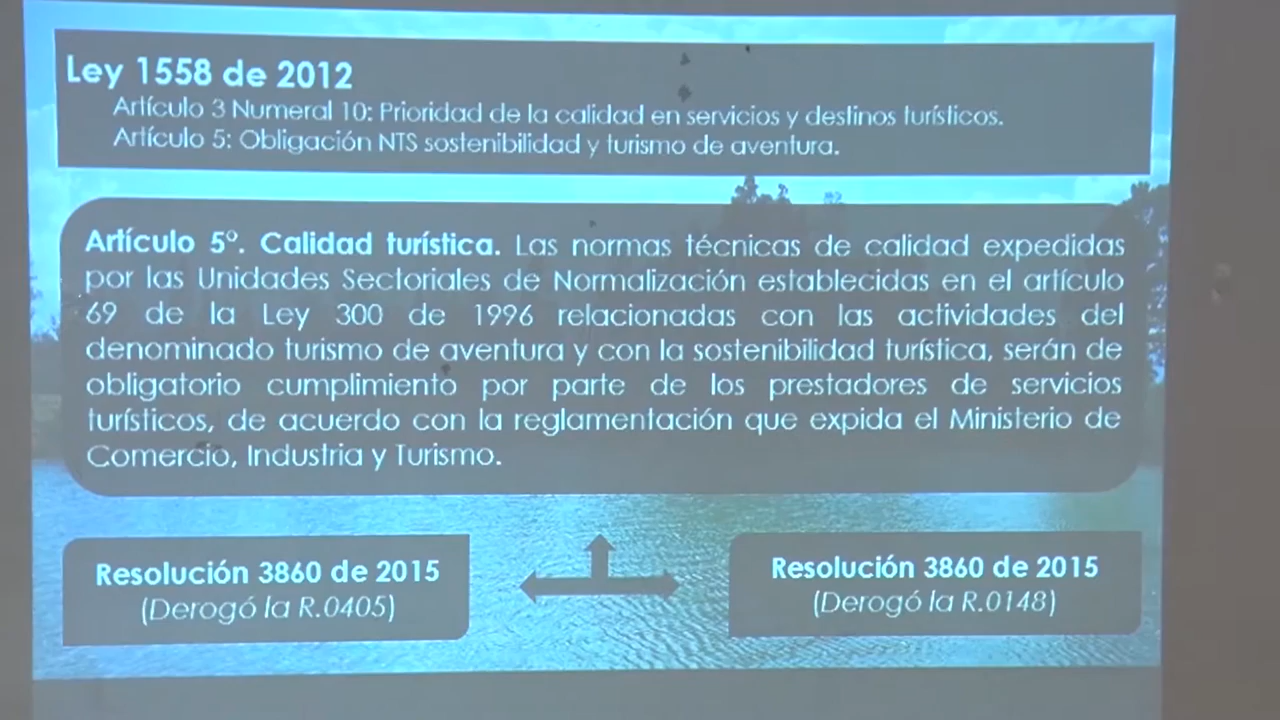 Ley 1558 de 2012
Artículo 3 Numeral 10: Prioridad de la calidad en servicios y destinos turísticos.
Artículo 5: Obligación NTS sostenibilidad y turismo de aventura.
Artículo 5º. Calidad turística. Las normas técnicas de calidad expedidas
por las Unidades Sectoriales de Normalización establecidas en el artículo
69 de la Ley 300 de 1996 relacionadas con las actividades del
denominado turismo de aventura y con la sostenibilidad turística, serán de
obligatorio cumplimiento por parte de los prestadores de servicios
turísticos, de acuerdo con la reglamentación que expida el Ministerio de
Comercio, Industria y Turismo.
Resolución 3860 de 2015
(Derogó la R.0405)
Resolución 3860 de 2015
(Derogó la R.0148)